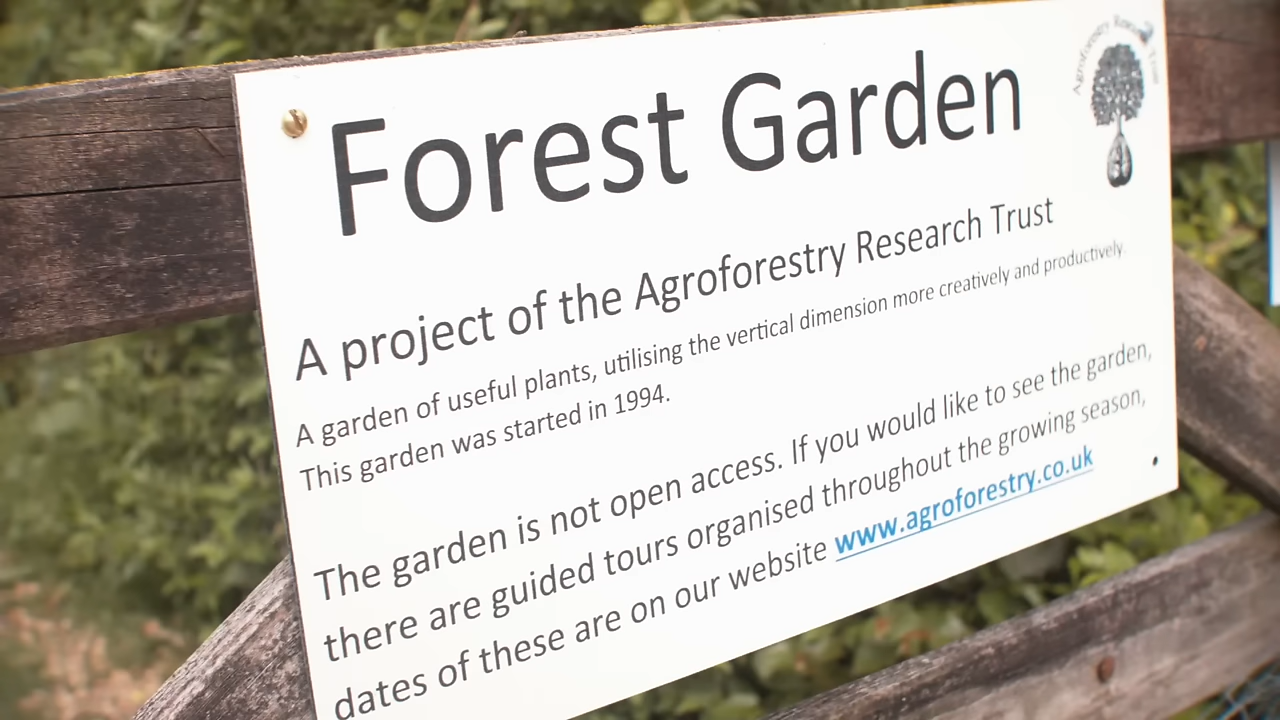 Forest Garden
Agroforestry Research Trust
A project of the Agroforestry Research Trust
A garden of useful plants, utilising the vertical dimension more creatively and productively.
This garden was started in 1994.
The garden is not open access. If you would like to see the garden,
there are guided tours organised throughout the growing season,
dates of these are on our website www.agroforestry.co.uk